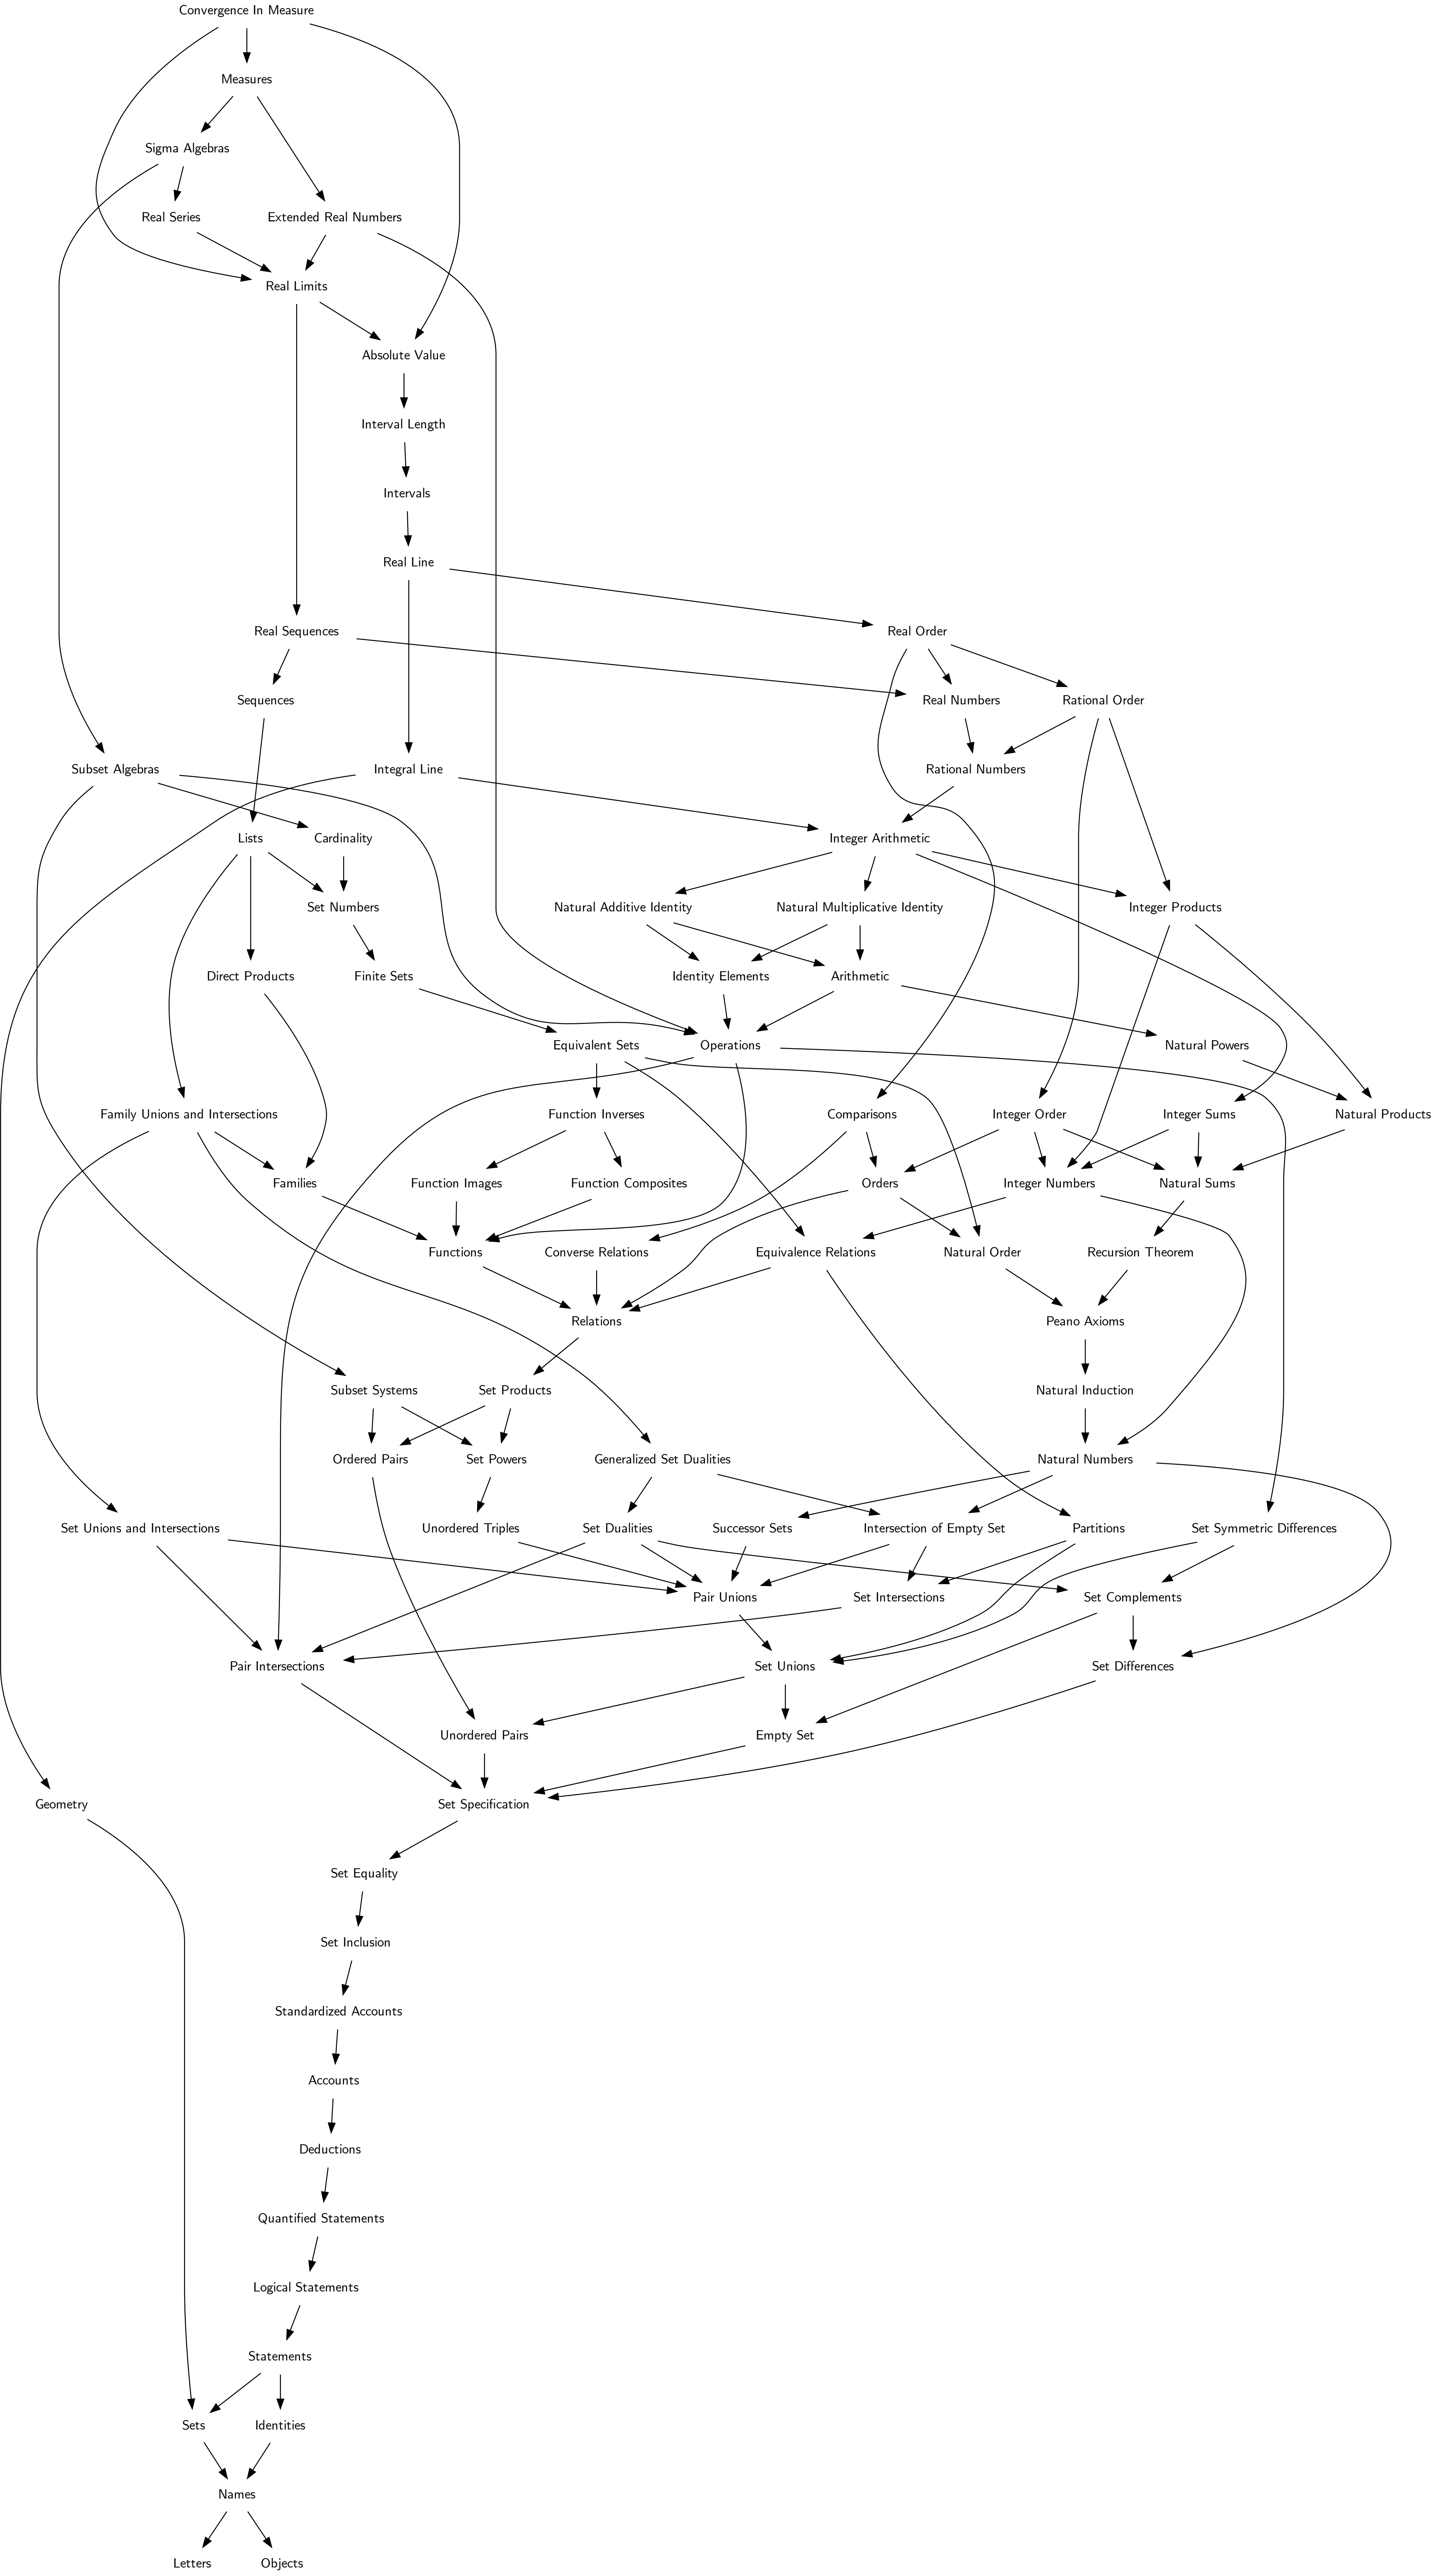 Convergence In Measure
Measures
Sigma Algebras
Real Series
Extended Real Numbers
Real Limits
Absolute Value
Interval Length
Intervals
Real Line
Real Sequences
Real Order
Sequences
Real Numbers
Rational Order
Subset Algebras
Integral Line
Rational Numbers
Lists
Cardinality
Integer Arithmetic
Set Numbers
Natural Additive Identity
Natural Multiplicative Identity
Integer Products
Direct Products
Finite Sets
Identity Elements
Arithmetic
Equivalent Sets
Operations
Natural Powers
Family Unions and Intersections
Function Inverses
Comparisons
Integer Order
Integer Sums
Natural Products
Families
Function Images
Function Composites
Orders
Integer Numbers
Natural Sums
Functions
Converse Relations
Equivalence Relations
Natural Order
Recursion Theorem
Relations
Peano Axioms
Subset Systems
Set Products
Natural Induction
Ordered Pairs
Set Powers
Generalized Set Dualities
Natural Numbers
Set Unions and Intersections
Unordered Triples
Set Dualities
Successor Sets
Intersection of Empty Set
Partitions
Set Symmetric Differences
Pair Unions
Set Intersections
Set Complements
Pair Intersections
Set Unions
Set Differences
Unordered Pairs
Empty Set
Geometry
Set Specification
Set Equality
Set Inclusion
Standardized Accounts
Accounts
Deductions
Quantified Statements
Logical Statements
Statements
Sets
Identities
Names
Letters
Objects